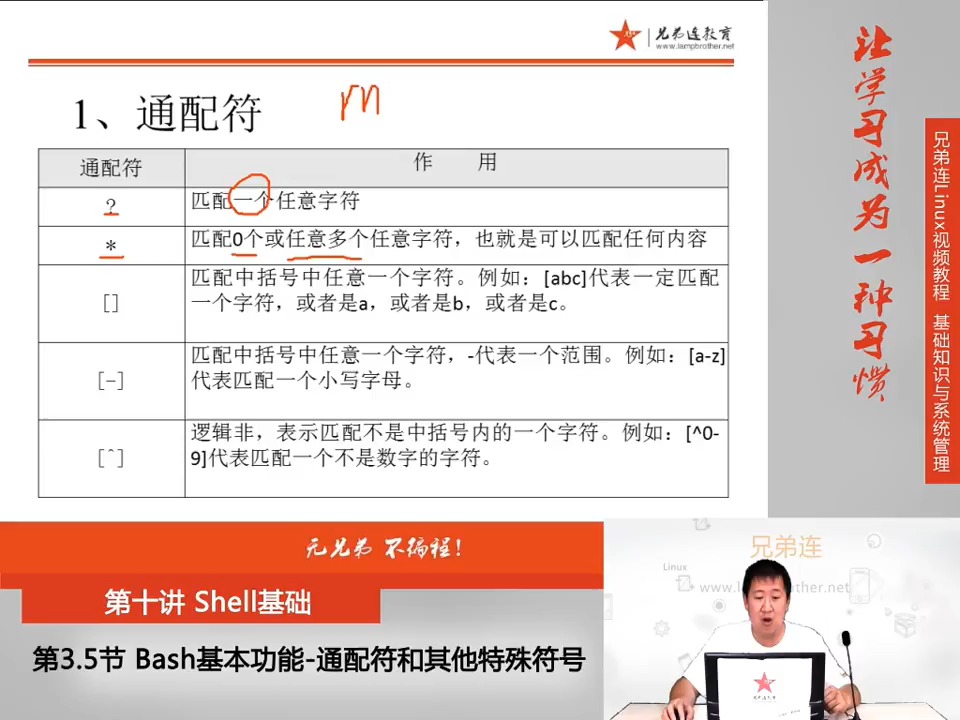 兄弟连教育
www.lampbrother.net
1、通配符
rm
通配符 作 用
? 匹配一个任意字符
* 匹配0个或任意多个任意字符，也就是可以匹配任何内容
[] 匹配中括号中任意一个字符。例如：[abc]代表一定匹配
一个字符，或者是a，或者是b，或者是c。
[-] 匹配中括号中任意一个字符，-代表一个范围。例如：[a-z]
代表匹配一个小写字母。
[^] 逻辑非，表示匹配不是中括号内的一个字符。例如：[^0-
9]代表匹配一个不是数字的字符。
让学习成为一种习惯
兄弟连Linux视频教程 基础知识与系统管理
无兄弟 不编程！
第十讲 Shell基础
第3.5节 Bash基本功能-通配符和其他特殊符号
兄弟连
Linux